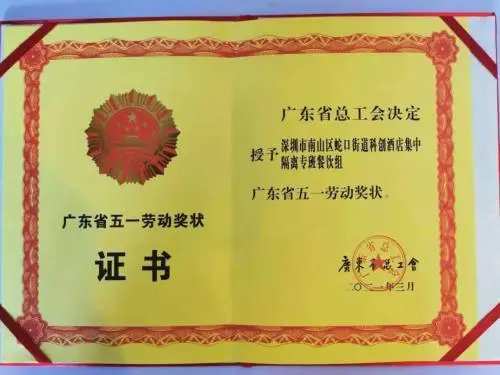 广东省五一劳动奖状
证书
广东省总工会决定
授予深圳市南山区蛇口街道科创酒店集中
隔离专班餐饮组
广东省五一劳动奖状。
廣東省总工會
二〇二一年三月